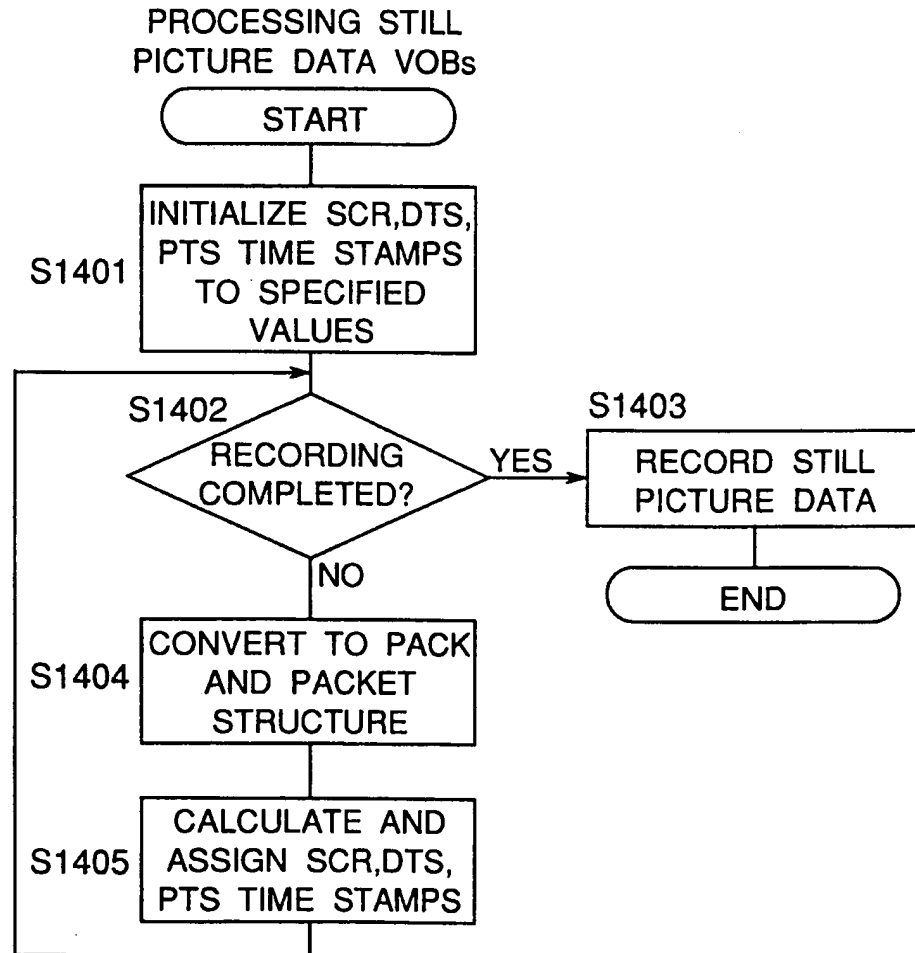 PROCESSING STILL
PICTURE DATA VOBs
START
INITIALIZE SCR,DTS,
PTS TIME STAMPS
TO SPECIFIED
VALUES
S1401
S1402
RECORDING
COMPLETED?
YES
S1403
RECORD STILL
PICTURE DATA
END
NO
S1404
CONVERT TO PACK
AND PACKET
STRUCTURE
S1405
CALCULATE AND
ASSIGN SCR,DTS,
PTS TIME STAMPS